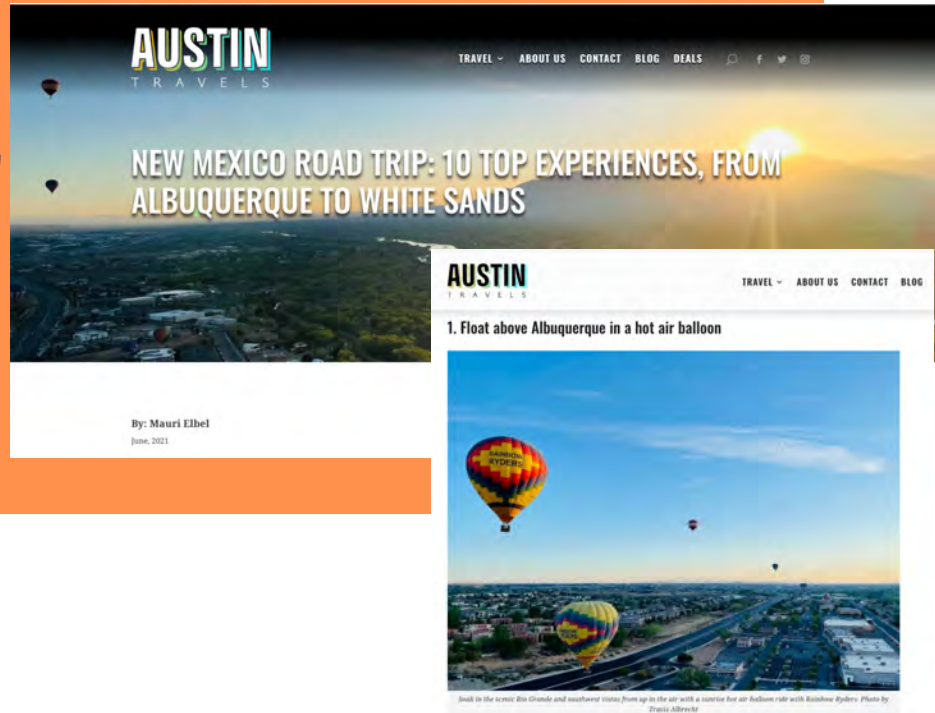 AUSTIN
TRAVELS
TRAVEL ABOUT US CONTACT BLOG DEALS
NEW MEXICO ROAD TRIP: 10 TOP EXPERIENCES, FROM
ALBUQUERQUE TO WHITE SANDS
By: Mauri Elbel
June, 2021
AUSTIN
TRAVELS
TRAVEL ABOUT US CONTACT BLOG
1. Float above Albuquerque in a hot air balloon
RAINBOW
RYDERS
RAINBOW
RYDERS
Soak in the scenic Rio Grande and southwest vistas from up in the air with a sunrise hot air balloon ride with Rainbow Ryders. Photo by
Travis Albrecht